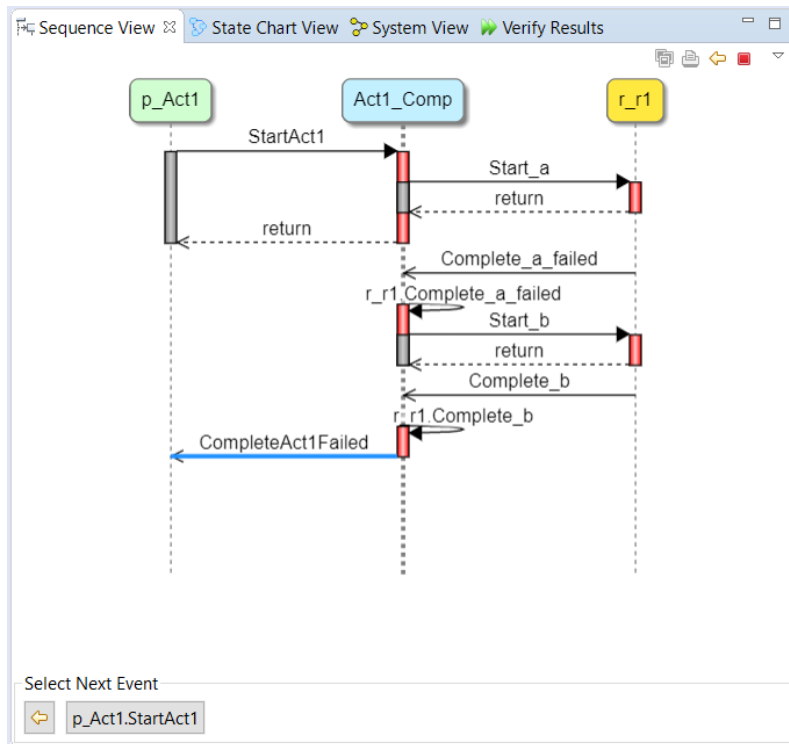 Sequence View State Chart View System View Verify Results
p_Act1 Act1_Comp r_r1
StartAct1
Start_a
return
return
Complete_a_failed
r_r1.Complete_a_failed
Start_b
return
Complete_b
r_r1.Complete_b
CompleteAct1Failed
Select Next Event
p_Act1.StartAct1